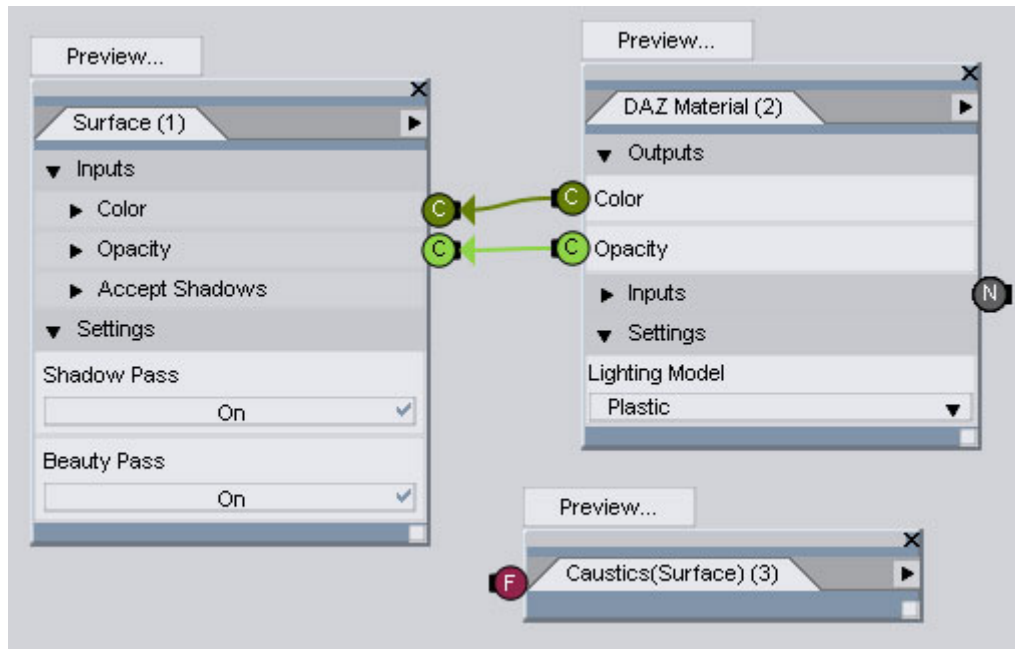 Preview...
Surface (1)
Inputs
Color
C
Opacity
C
Accept Shadows
Settings
Shadow Pass
On
Beauty Pass
On
Preview...
DAZ Material (2)
Outputs
C
Color
C
Opacity
Inputs
N
Settings
Lighting Model
Plastic
Preview...
F
Caustics(Surface) (3)